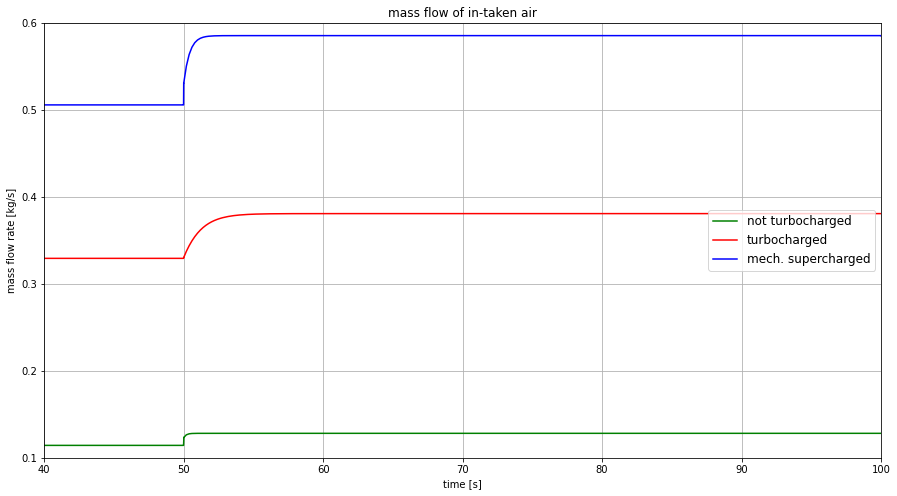 mass flow of in-taken air
mass flow rate [kg/s]
0.6
0.5
0.4
0.3
0.2
0.1
not turbocharged
turbocharged
mech. supercharged
40 50 60 70 80 90 100
time [s]